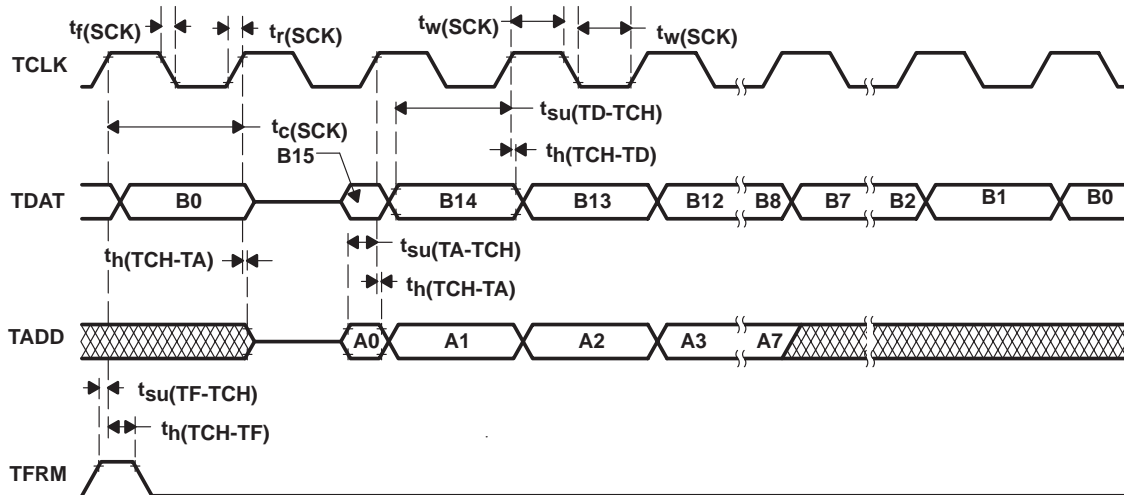 tf(SCK) tr(SCK) tw(SCK) tw(SCK)
TCLK
tsu(TD-TCH)
tc(SCK)
B15 th(TCH-TD)
TDAT B0 B14 B13 B12 B8 B7 B2 B1 B0
th(TCH-TA) tsu(TA-TCH)
th(TCH-TA)
TADD A0 A1 A2 A3 A7
tsu(TF-TCH)
th(TCH-TF)
TFRM